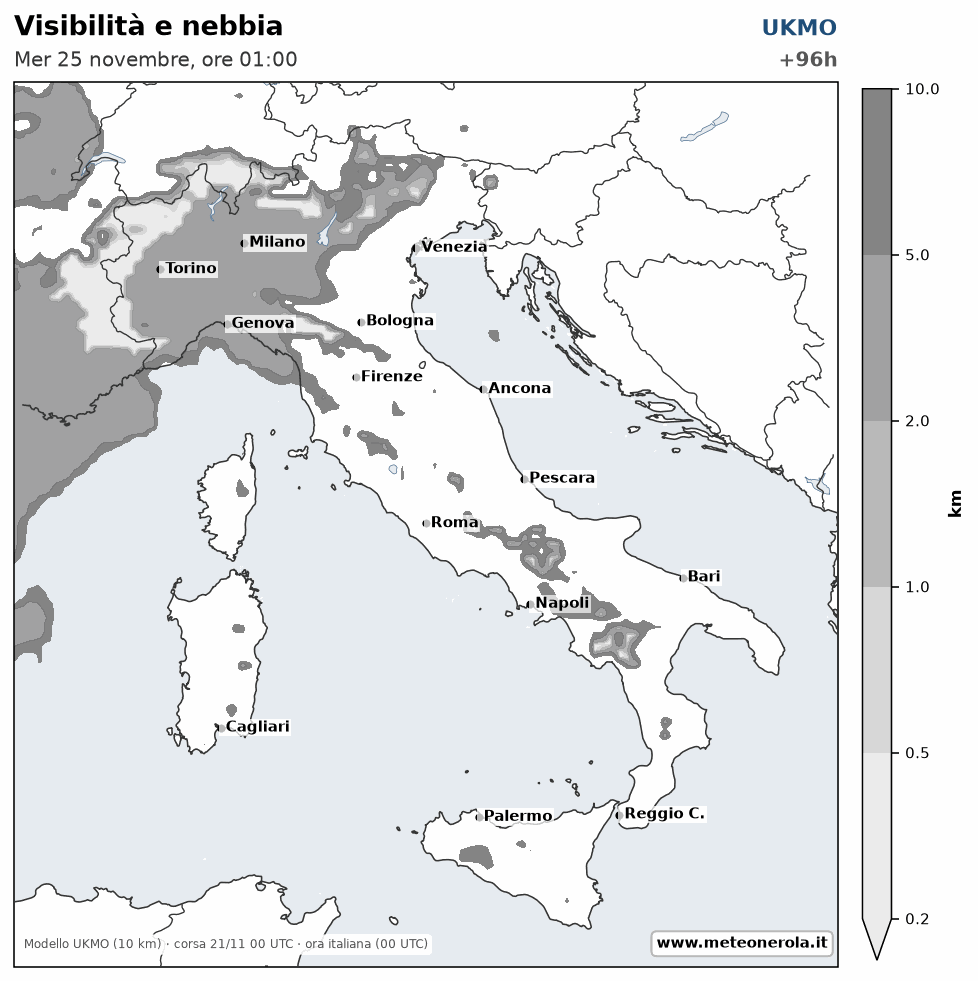 Visibilità e nebbia
UKMO
Mer 25 novembre, ore 01:00
+96h
10.0
5.0
2.0
1.0
0.5
0.2
km
Milano
Venezia
Torino
Genova
Bologna
Firenze
Ancona
Pescara
Roma
Bari
Napoli
Cagliari
Palermo
Reggio C.
Modello UKMO (10 km) · corsa 21/11 00 UTC · ora italiana (00 UTC)
www.meteonerola.it